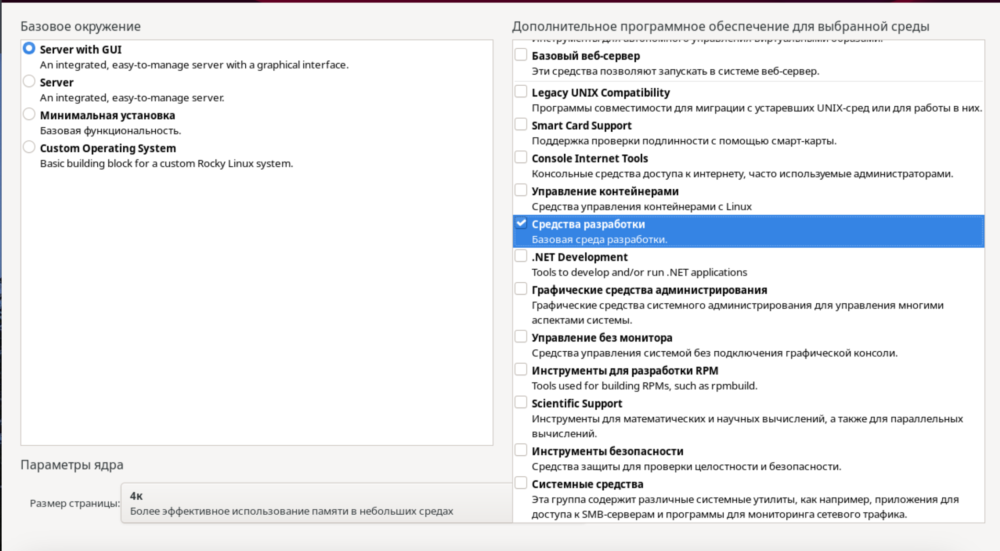 Базовое окружение
Server with GUI
An integrated, easy-to-manage server with a graphical interface.
Server
An integrated, easy-to-manage server.
Минимальная установка
Базовая функциональность.
Custom Operating System
Basic building block for a custom Rocky Linux system.
Параметры ядра
Размер страницы:
4к
Более эффективное использование памяти в небольших средах
Дополнительное программное обеспечение для выбранной среды
Инструменты для автономного управления виртуальными образами.
Базовый веб-сервер
Эти средства позволяют запускать в системе веб-сервер.
Legacy UNIX Compatibility
Программы совместимости для миграции с устаревших UNIX-сред или для работы в них.
Smart Card Support
Поддержка проверки подлинности с помощью смарт-карты.
Console Internet Tools
Консольные средства доступа к интернету, часто используемые администраторами.
Управление контейнерами
Средства управления контейнерами с Linux
Средства разработки
Базовая среда разработки.
.NET Development
Tools to develop and/or run .NET applications
Графические средства администрирования
Графические средства системного администрирования для управления многими
аспектами системы.
Управление без монитора
Средства управления системой без подключения графической консоли.
Инструменты для разработки RPM
Tools used for building RPMs, such as rpmbuild.
Scientific Support
Инструменты для математических и научных вычислений, а также для параллельных
вычислений.
Инструменты безопасности
Средства защиты для проверки целостности и безопасности.
Системные средства
Эта группа содержит различные системные утилиты, как например, приложения для
доступа к SMB-серверам и программы для мониторинга сетевого трафика.